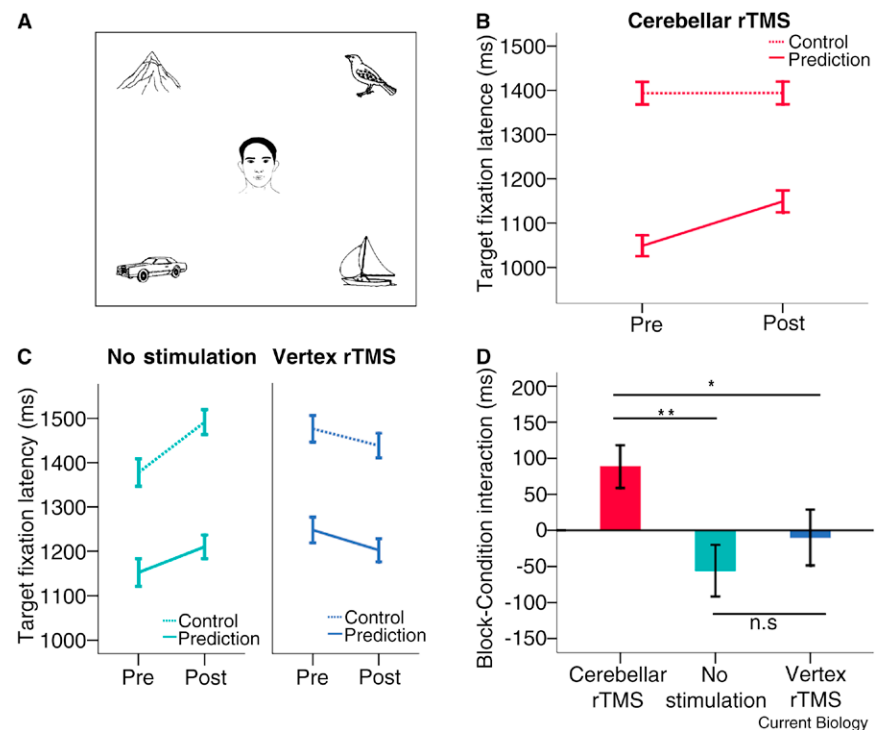 A
B
Cerebellar rTMS
Target fixation latence (ms)
1500
1400
1300
1200
1100
1000
Control
Prediction
Pre Post
C
No stimulation Vertex rTMS
Target fixation latency (ms)
1500
1400
1300
1200
1100
1000
Control
Prediction
Control
Prediction
Pre Post Pre Post
D
Block-Condition interaction (ms)
200
150
100
50
0
-50
-100
-150
*
**
n.s
Cerebellar No Vertex
rTMS stimulation rTMS
Current Biology